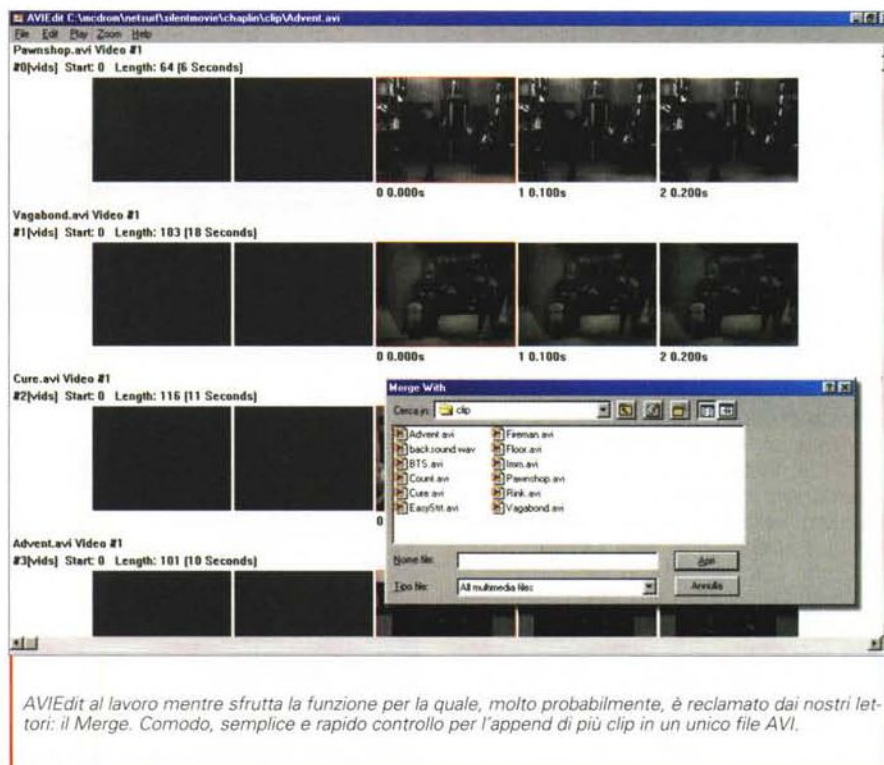 AVIEdit C:\mcdrom\netsurf\silentmovie\chaplin\clip\Advent.avi
File Edit Play Zoom Help
Pawnshop.avi Video #1
#0[vids] Start: 0 Length: 64 [6 Seconds]
0 0.000s 1 0.100s 2 0.200s
Vagabond.avi Video #1
#1[vids] Start: 0 Length: 183 [18 Seconds]
0 0.000s 1 0.100s 2 0.200s
Cure.avi Video #1
#2[vids] Start: 0 Length: 116 [11 Seconds]
0
Merge With
Cerca in: clip
Advent.avi Fireman.avi
backsound.wav Floor.avi
BTS.avi Imm.avi
Count.avi Pawnshop.avi
Cure.avi Rink.avi
EasyStrt.avi Vagabond.avi
Nome file: Apri
Tipo file: All multimedia files Annulla
Advent.avi Video #1
#3[vids] Start: 0 Length: 101 [10 Seconds]
AVIEdit al lavoro mentre sfrutta la funzione per la quale, molto probabilmente, è reclamato dai nostri let-
tori: il Merge. Comodo, semplice e rapido controllo per l'append di più clip in un unico file AVI.